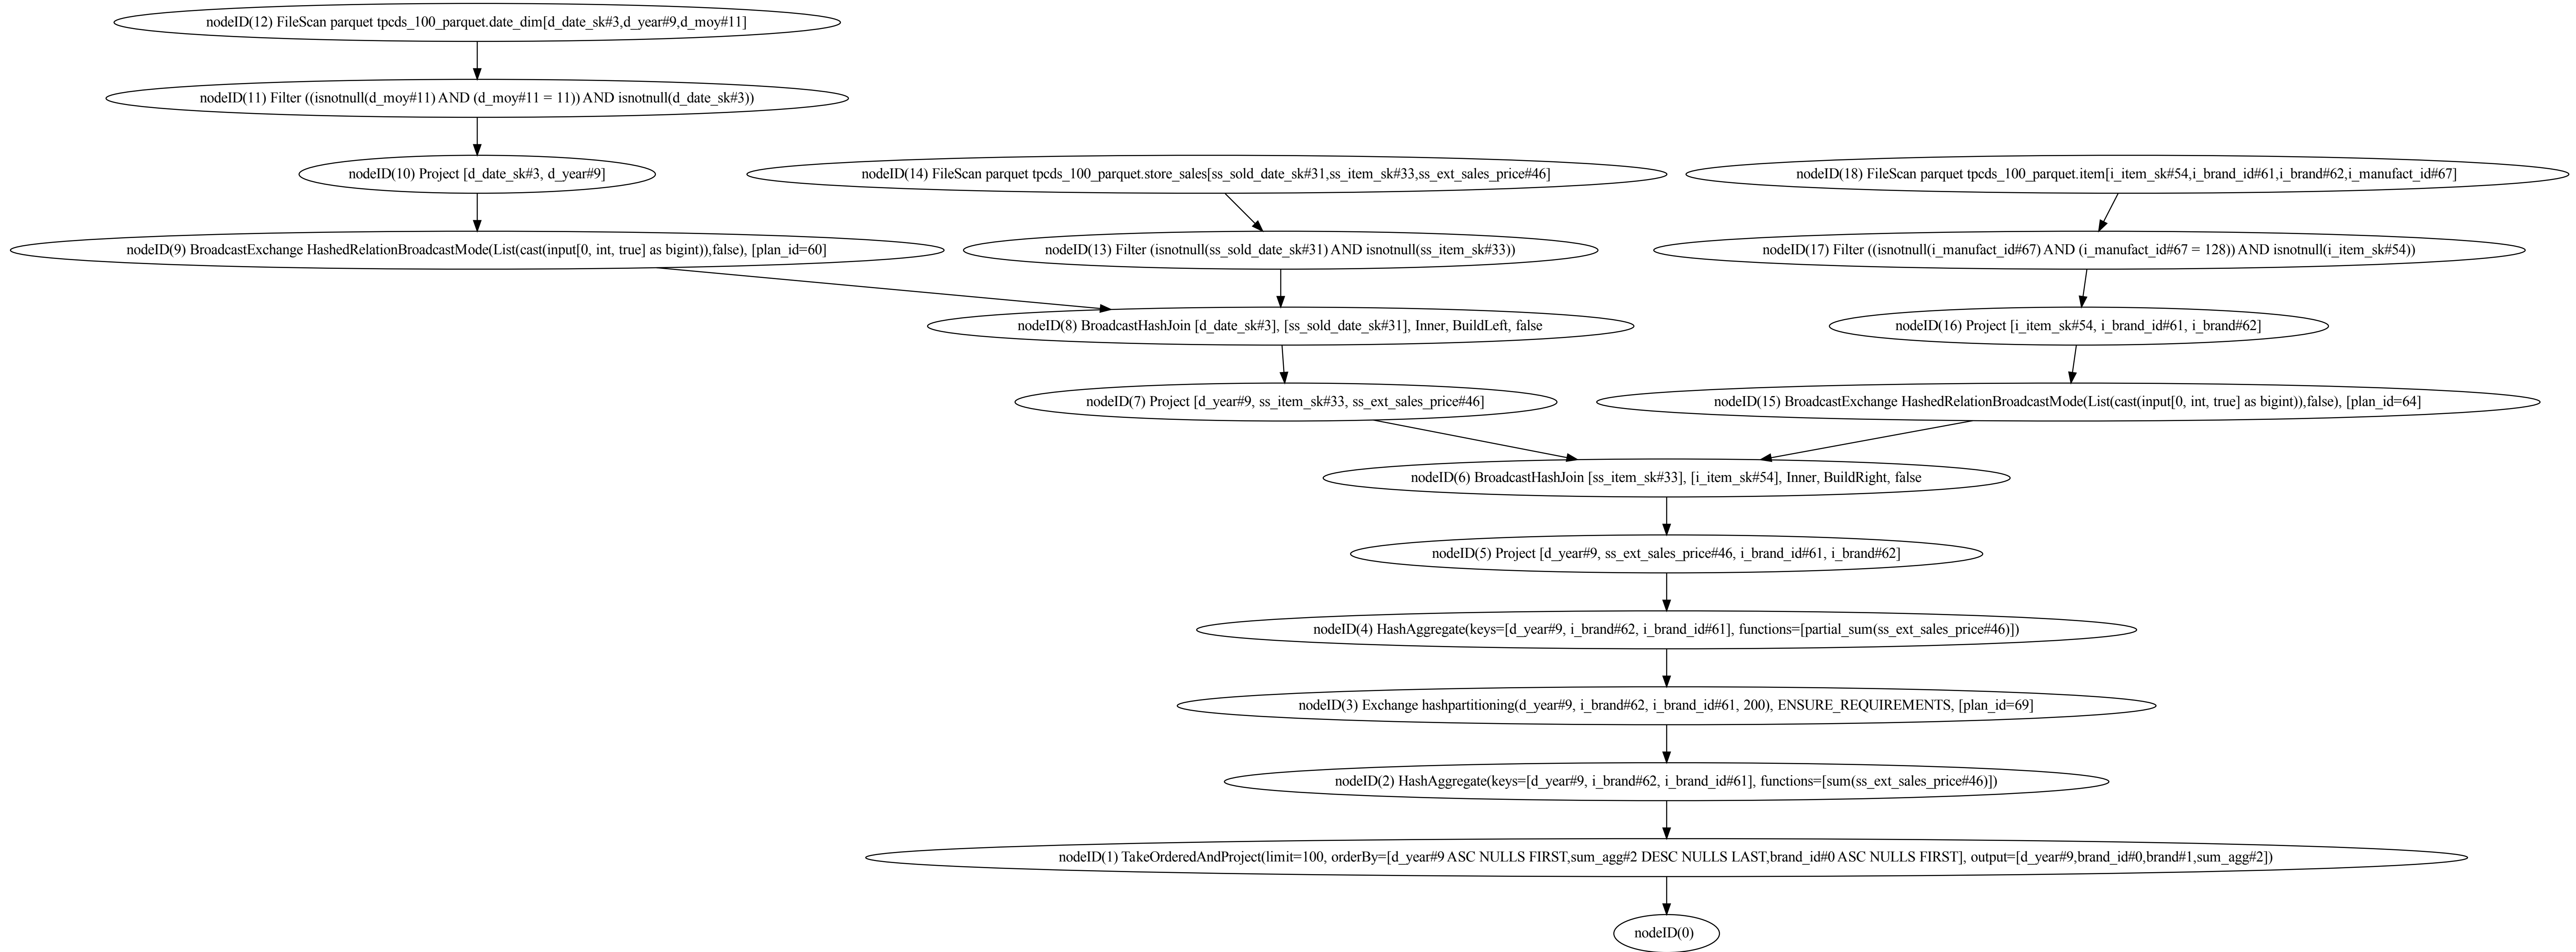 nodeID(12) FileScan parquet tpcds_100_parquet.date_dim[d_date_sk#3,d_year#9,d_moy#11]
nodeID(11) Filter ((isnotnull(d_moy#11) AND (d_moy#11 = 11)) AND isnotnull(d_date_sk#3))
nodeID(10) Project [d_date_sk#3, d_year#9]
nodeID(14) FileScan parquet tpcds_100_parquet.store_sales[ss_sold_date_sk#31,ss_item_sk#33,ss_ext_sales_price#46]
nodeID(18) FileScan parquet tpcds_100_parquet.item[i_item_sk#54,i_brand_id#61,i_brand#62,i_manufact_id#67]
nodeID(9) BroadcastExchange HashedRelationBroadcastMode(List(cast(input[0, int, true] as bigint)),false), [plan_id=60]
nodeID(13) Filter (isnotnull(ss_sold_date_sk#31) AND isnotnull(ss_item_sk#33))
nodeID(17) Filter ((isnotnull(i_manufact_id#67) AND (i_manufact_id#67 = 128)) AND isnotnull(i_item_sk#54))
nodeID(8) BroadcastHashJoin [d_date_sk#3], [ss_sold_date_sk#31], Inner, BuildLeft, false
nodeID(16) Project [i_item_sk#54, i_brand_id#61, i_brand#62]
nodeID(7) Project [d_year#9, ss_item_sk#33, ss_ext_sales_price#46]
nodeID(15) BroadcastExchange HashedRelationBroadcastMode(List(cast(input[0, int, true] as bigint)),false), [plan_id=64]
nodeID(6) BroadcastHashJoin [ss_item_sk#33], [i_item_sk#54], Inner, BuildRight, false
nodeID(5) Project [d_year#9, ss_ext_sales_price#46, i_brand_id#61, i_brand#62]
nodeID(4) HashAggregate(keys=[d_year#9, i_brand#62, i_brand_id#61], functions=[partial_sum(ss_ext_sales_price#46)])
nodeID(3) Exchange hashpartitioning(d_year#9, i_brand#62, i_brand_id#61, 200), ENSURE_REQUIREMENTS, [plan_id=69]
nodeID(2) HashAggregate(keys=[d_year#9, i_brand#62, i_brand_id#61], functions=[sum(ss_ext_sales_price#46)])
nodeID(1) TakeOrderedAndProject(limit=100, orderBy=[d_year#9 ASC NULLS FIRST,sum_agg#2 DESC NULLS LAST,brand_id#0 ASC NULLS FIRST], output=[d_year#9,brand_id#0,brand#1,sum_agg#2])
nodeID(0)